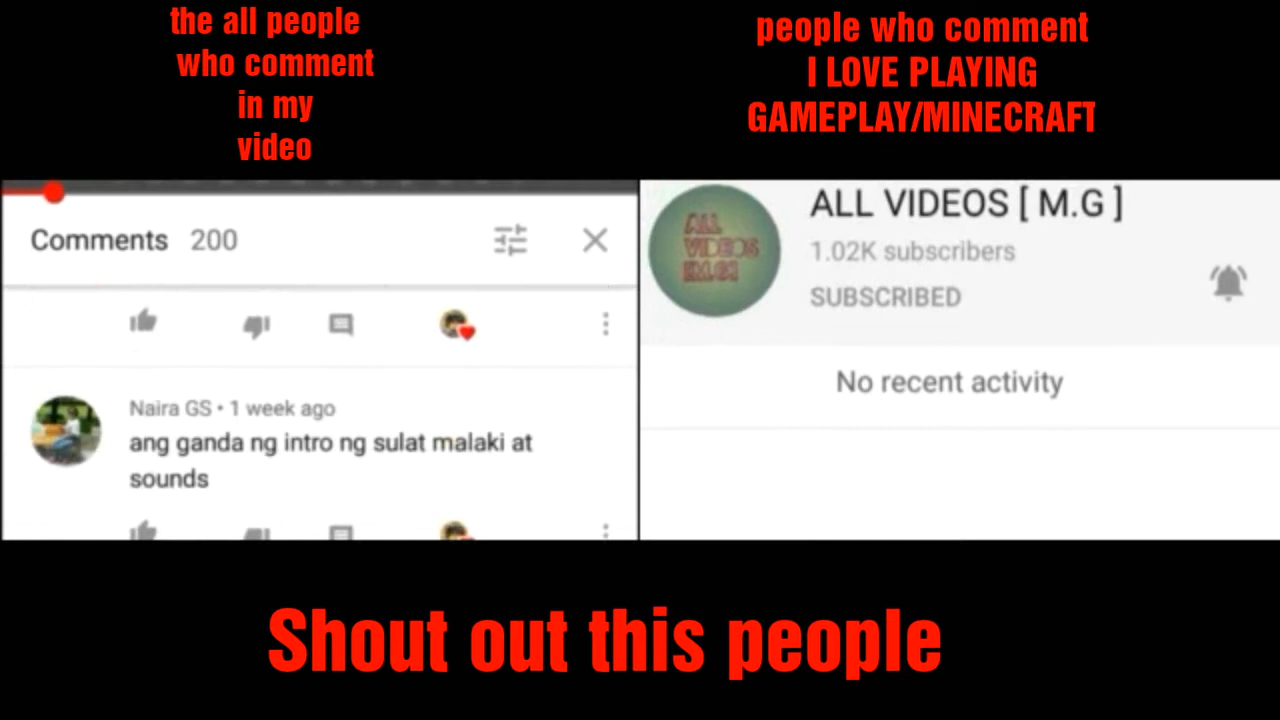 the all people
who comment
in my
video
people who comment
I LOVE PLAYING
GAMEPLAY/MINECRAFT
Comments 200
Naira GS • 1 week ago
ang ganda ng intro ng sulat malaki at
sounds
ALL
VIDEOS
[M.G]
ALL VIDEOS [ M.G ]
1.02K subscribers
SUBSCRIBED
No recent activity
Shout out this people